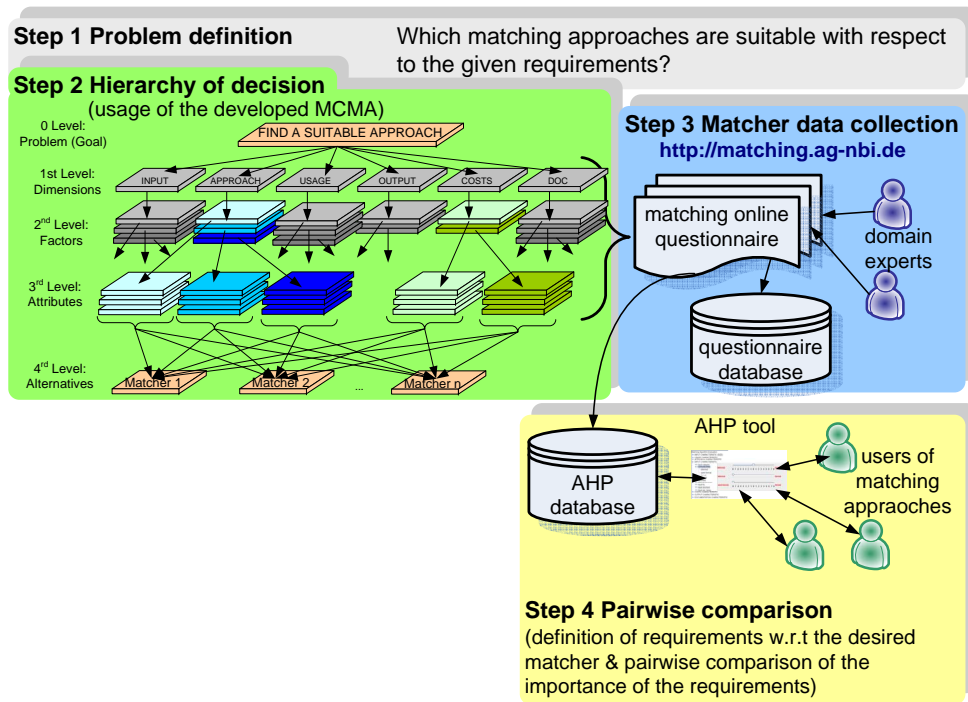 Step 1 Problem definition
Which matching approaches are suitable with respect
to the given requirements?
Step 2 Hierarchy of decision
(usage of the developed MCMA)
0 Level:
Problem (Goal)
FIND A SUITABLE APPROACH
1st Level:
Dimensions
INPUT
APPROACH
USAGE
OUTPUT
COSTS
DOC
2nd Level:
Factors
3rd Level:
Attributes
4rd Level:
Alternatives
Matcher 1
Matcher 2
...
Matcher n
Step 3 Matcher data collection
http://matching.ag-nbi.de
matching online
questionnaire
domain
experts
questionnaire
database
AHP tool
AHP
database
users of
matching
appraoches
Step 4 Pairwise comparison
(definition of requirements w.r.t the desired
matcher & pairwise comparison of the
importance of the requirements)